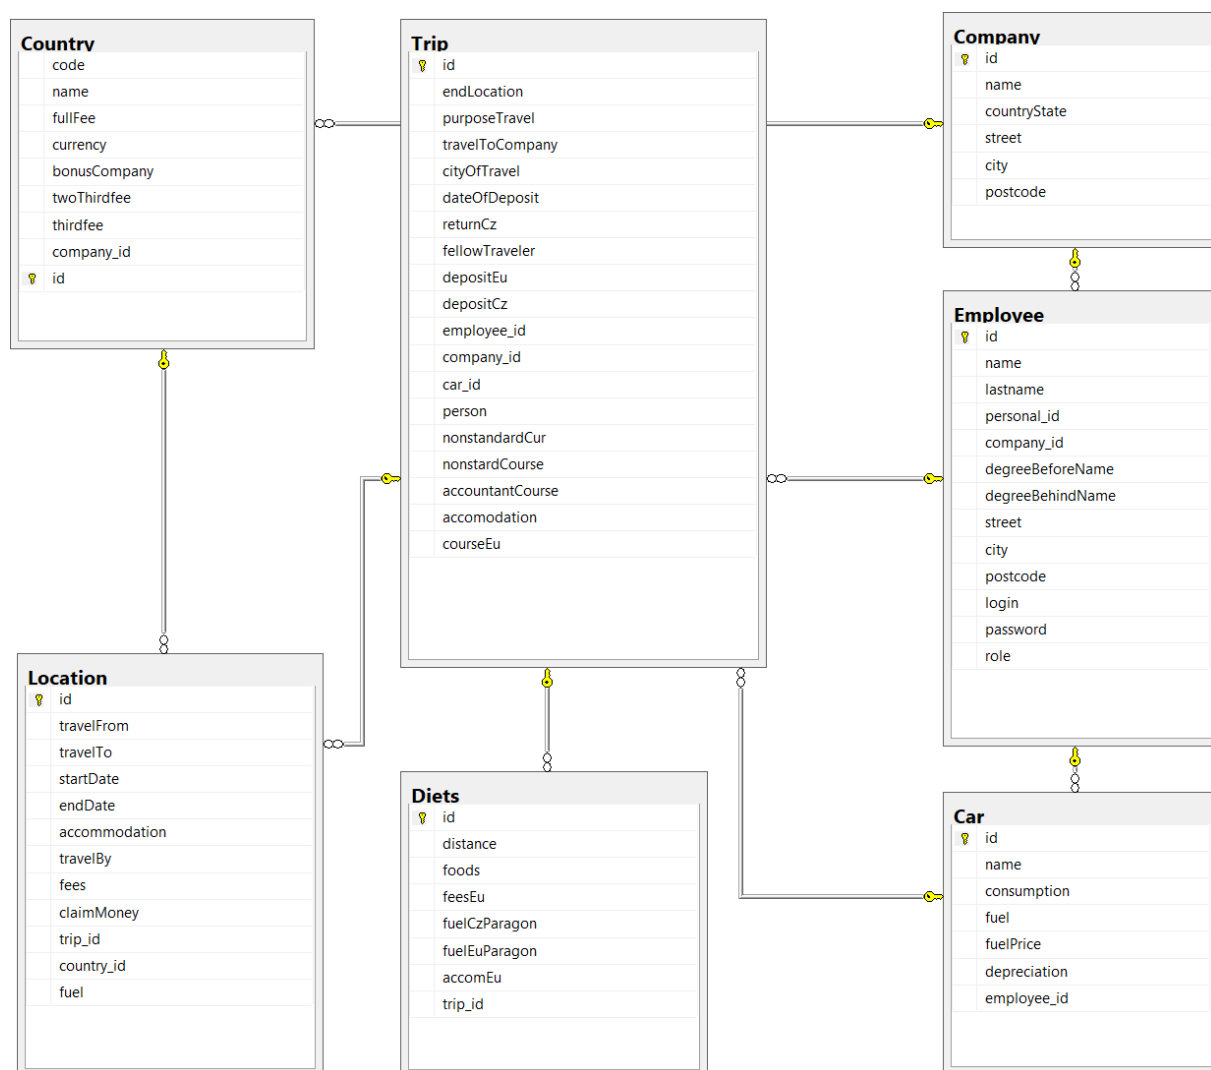 Country
code
name
fullFee
currency
bonusCompany
twoThirdfee
thirdfee
company_id
id
Trip
id
endLocation
purposeTravel
travelToCompany
cityOfTravel
dateOfDeposit
returnCz
fellowTraveler
depositEu
depositCz
employee_id
company_id
car_id
person
nonstandardCur
nonstardCourse
accountantCourse
accomodation
courseEu
Company
id
name
countryState
street
city
postcode
Employee
id
name
lastname
personal_id
company_id
degreeBeforeName
degreeBehindName
street
city
postcode
login
password
role
Location
id
travelFrom
travelTo
startDate
endDate
accommodation
travelBy
fees
claimMoney
trip_id
country_id
fuel
Diets
id
distance
foods
feesEu
fuelCzParagon
fuelEuParagon
accomEu
trip_id
Car
id
name
consumption
fuel
fuelPrice
depreciation
employee_id